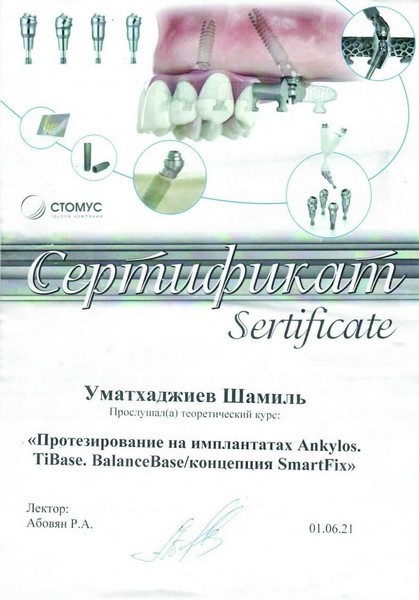 СТОМУС
группа компаний
Сертификат
Sertificate
Уматхаджиев Шамиль
Прослушал(а) теоретический курс:
«Протезирование на имплантатах Ankylos.
TiBase. BalanceBase/концепция SmartFix»
Лектор:
Абовян Р.А.
01.06.21